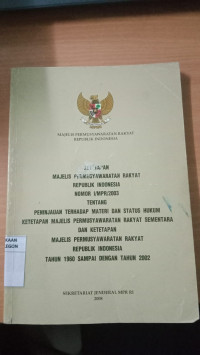 MAJELIS PERMUSYAWARATAN RAKYAT
REPUBLIK INDONESIA
MAJELIS PERMUSYAWARATAN RAKYAT
REPUBLIK INDONESIA
NOMOR I/MPR/2003
TENTANG
PENINJAUAN TERHADAP MATERI DAN STATUS HUKUM
KETETAPAN MAJELIS PERMUSYAWARATAN RAKYAT SEMENTARA
DAN KETETAPAN
MAJELIS PERMUSYAWARATAN RAKYAT
REPUBLIK INDONESIA
TAHUN 1960 SAMPAI DENGAN TAHUN 2002
SEKRETARIAT JENDERAL MPR RI